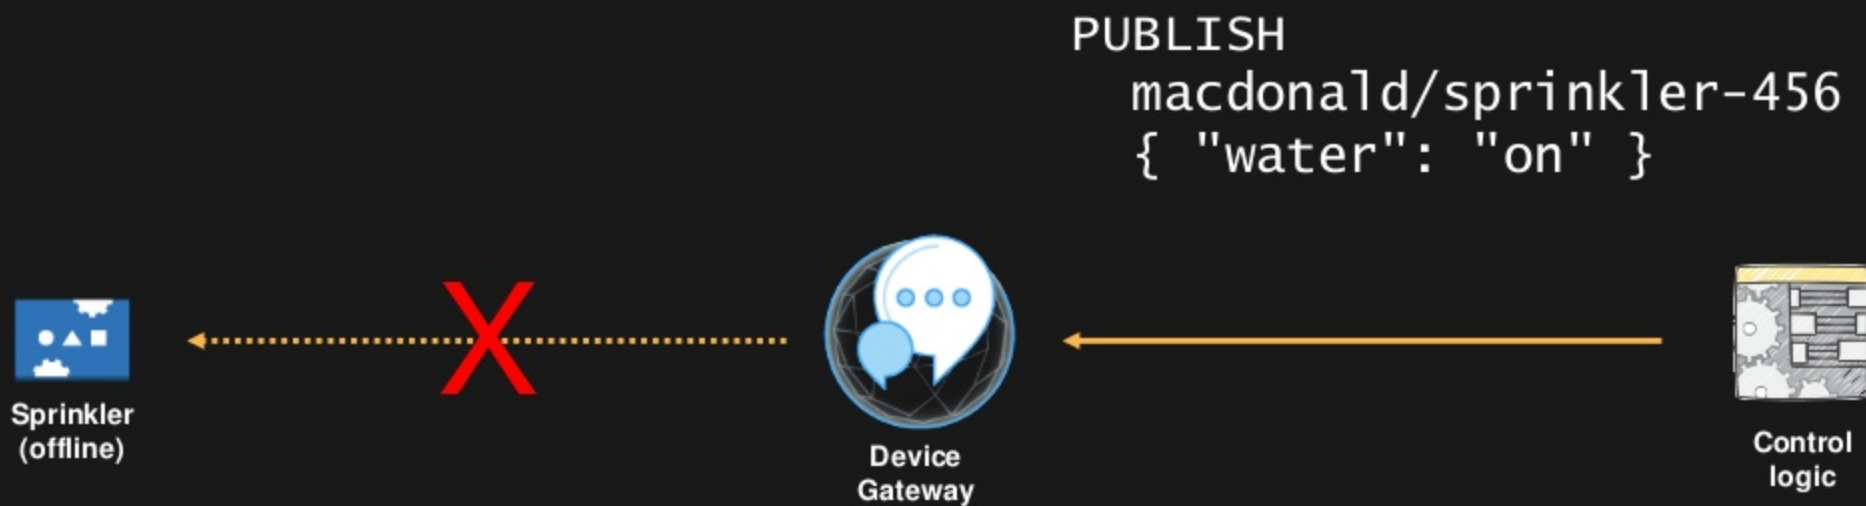 PUBLISH
macdonald/sprinkler-456
{ "water": "on" }
X
Sprinkler
(offline)
Device
Gateway
Control
logic